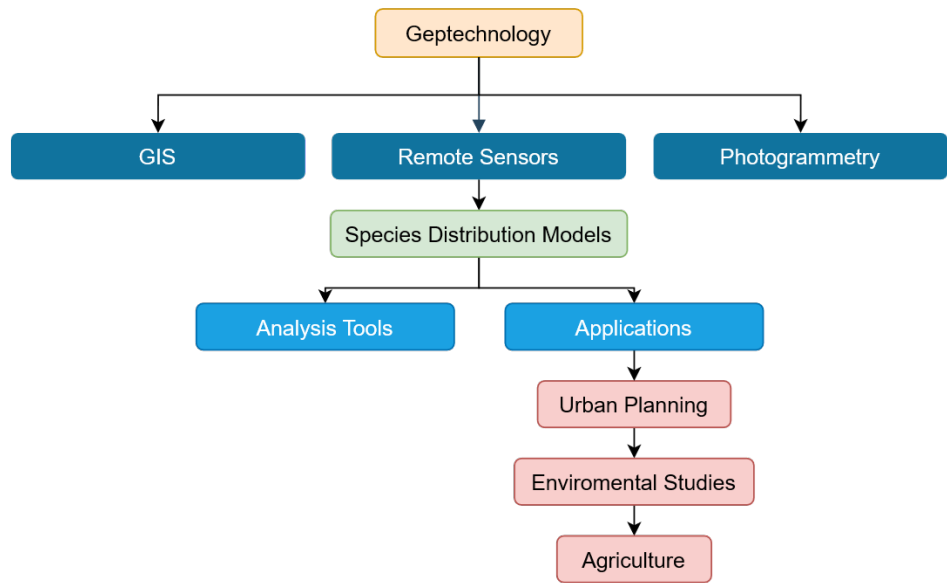 Geptechnology
GIS
Remote Sensors
Photogrammetry
Species Distribution Models
Analysis Tools
Applications
Urban Planning
Enviromental Studies
Agriculture